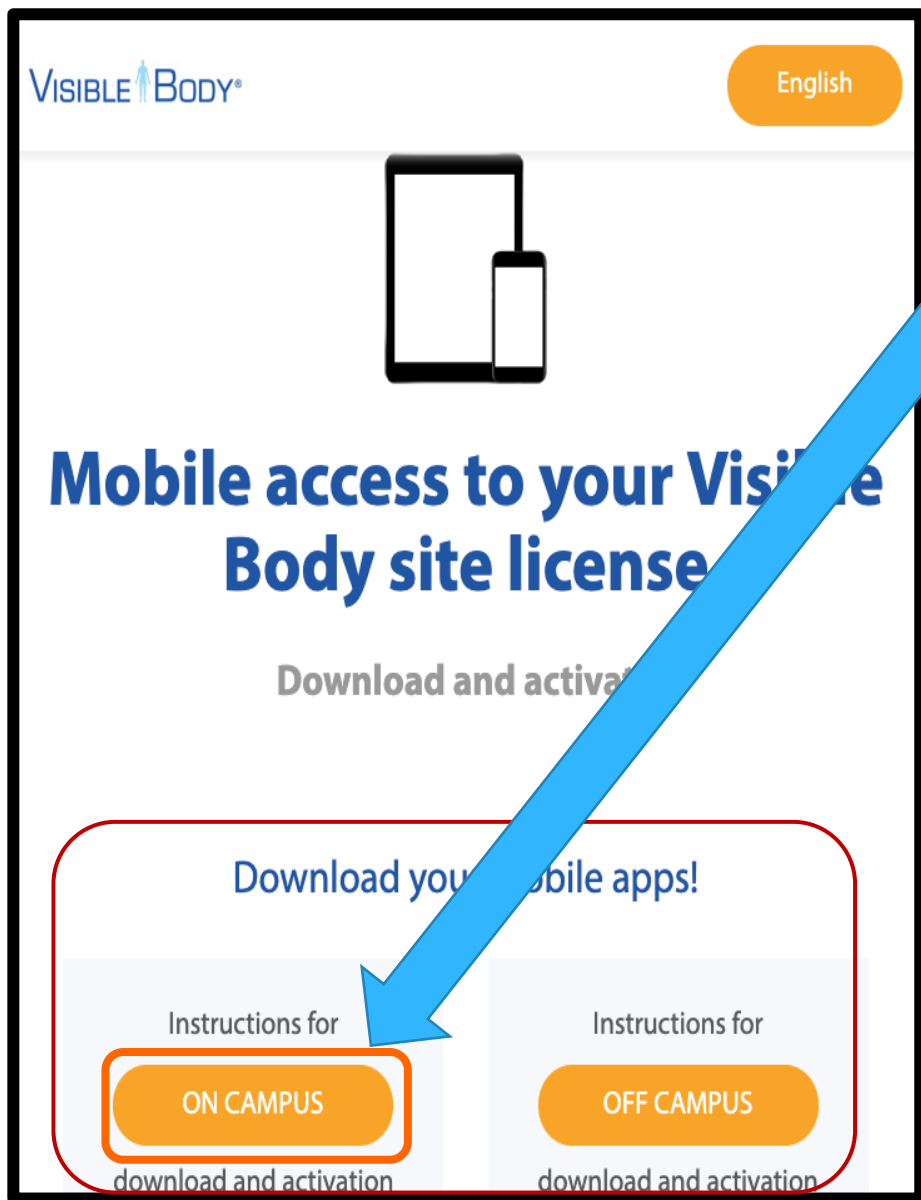 VISIBLE BODY®
English
Mobile access to your
Body site license
Download and
Download mobile apps!
Instructions for
ON CAMPUS
download and activation
Instructions for
OFF CAMPUS
download and activation